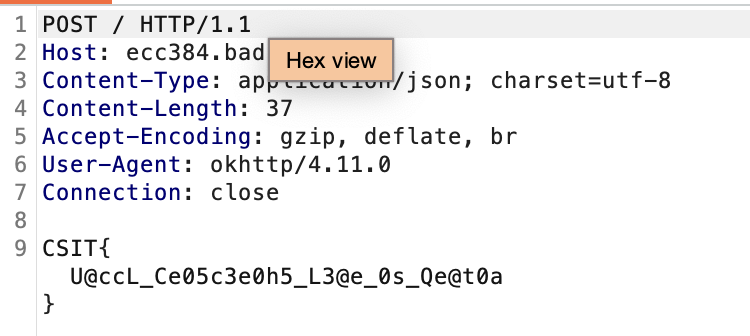 1 POST / HTTP/1.1
2 Host: ecc384.bad
Hex view
3 Content-Type: application/json; charset=utf-8
4 Content-Length: 37
5 Accept-Encoding: gzip, deflate, br
6 User-Agent: okhttp/4.11.0
7 Connection: close
8
9 CSIT{
U@ccL_Ce05c3e0h5_L3@e_0s_Qe@t0a
}